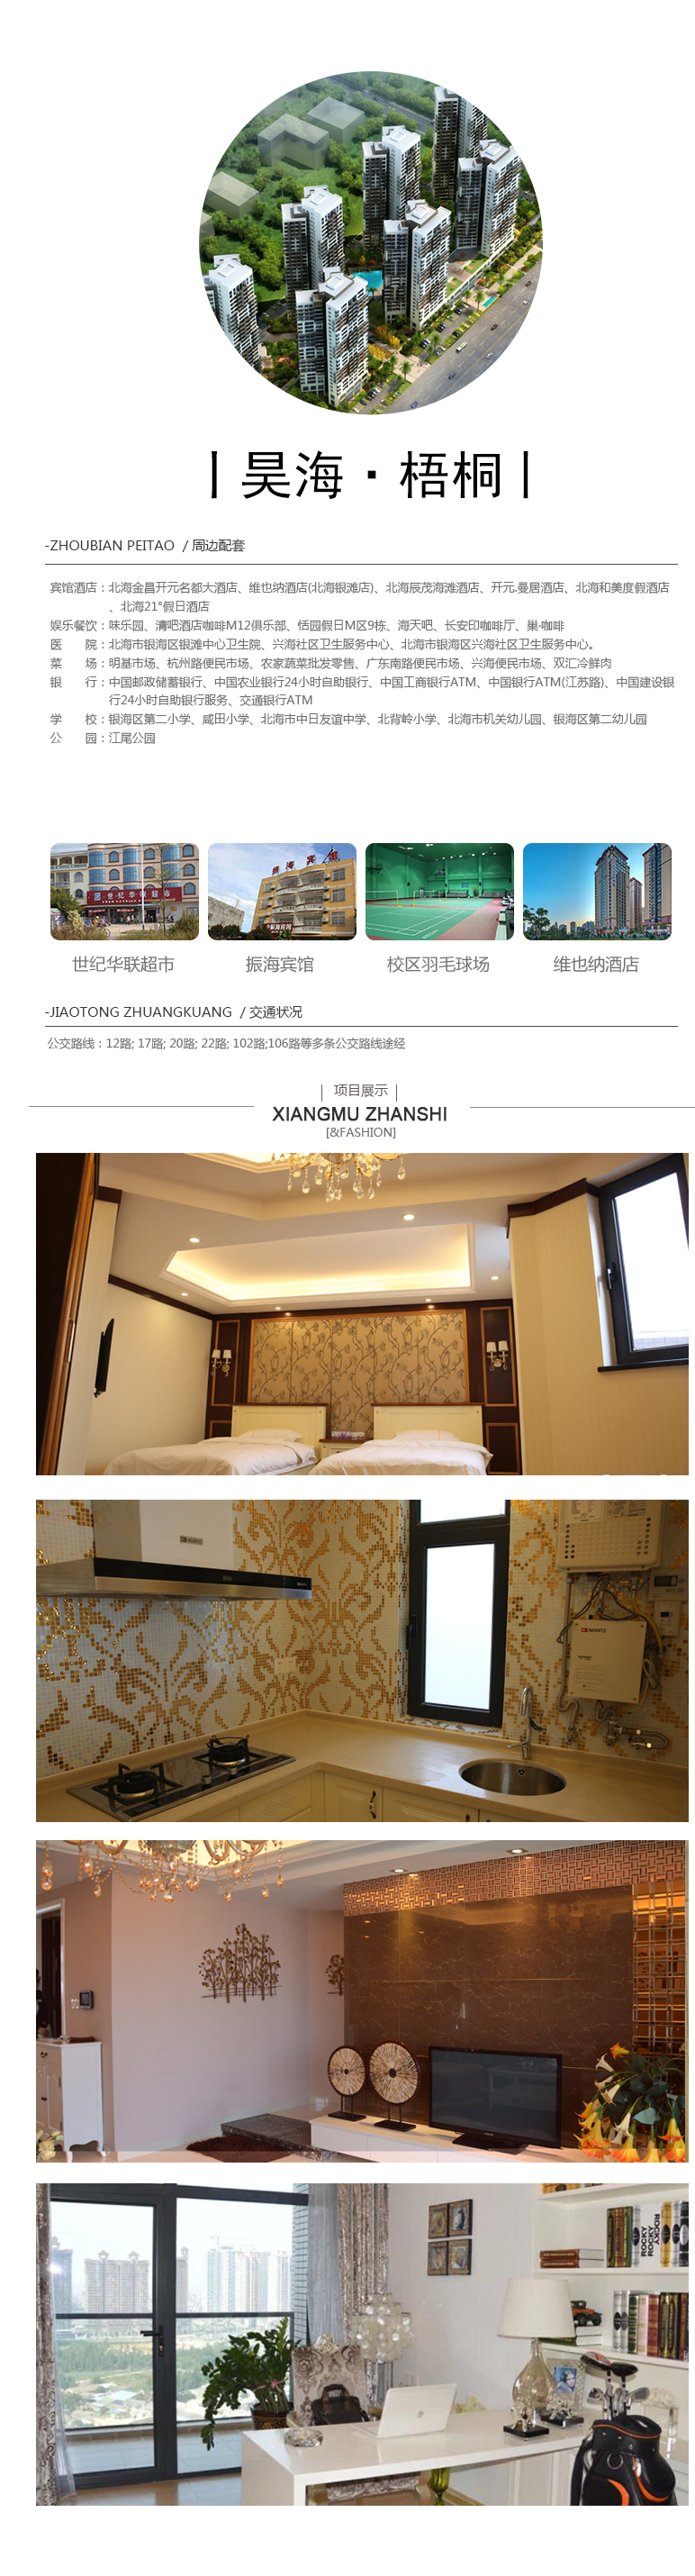 |昊海·梧桐|
-ZHOUBIAN PEITAO / 周边配套
宾馆酒店：北海金昌开元名都大酒店、维也纳酒店(北海银滩店)、北海辰茂海滩酒店、开元.曼居酒店、北海和美度假酒店
、北海21°假日酒店
娱乐餐饮：味乐园、清吧酒店咖啡M12俱乐部、恬园假日M区9栋、海天吧、长安印咖啡厅、巢·咖啡
医　　院：北海市银海区银滩中心卫生院、兴海社区卫生服务中心、北海市银海区兴海社区卫生服务中心。
菜　　场：明基市场、杭州路便民市场、农家蔬菜批发零售、广东南路便民市场、兴海便民市场、双汇冷鲜肉
银　　行：中国邮政储蓄银行、中国农业银行24小时自助银行、中国工商银行ATM、中国银行ATM(江苏路)、中国建设银
行24小时自助银行服务、交通银行ATM
学　　校：银海区第二小学、咸田小学、北海市中日友谊中学、北背岭小学、北海市机关幼儿园、银海区第二幼儿园
公　　园：江尾公园
世纪华联超市
振海宾馆
世纪华联超市 振海宾馆 校区羽毛球场 维也纳酒店
-JIAOTONG ZHUANGKUANG / 交通状况
公交路线：12路; 17路; 20路; 22路; 102路;106路等多条公交路线途经
| 项目展示 |
XIANGMU ZHANSHI
[&FASHION]
NORITZ
NORITZ
ROCKY
ROCKY